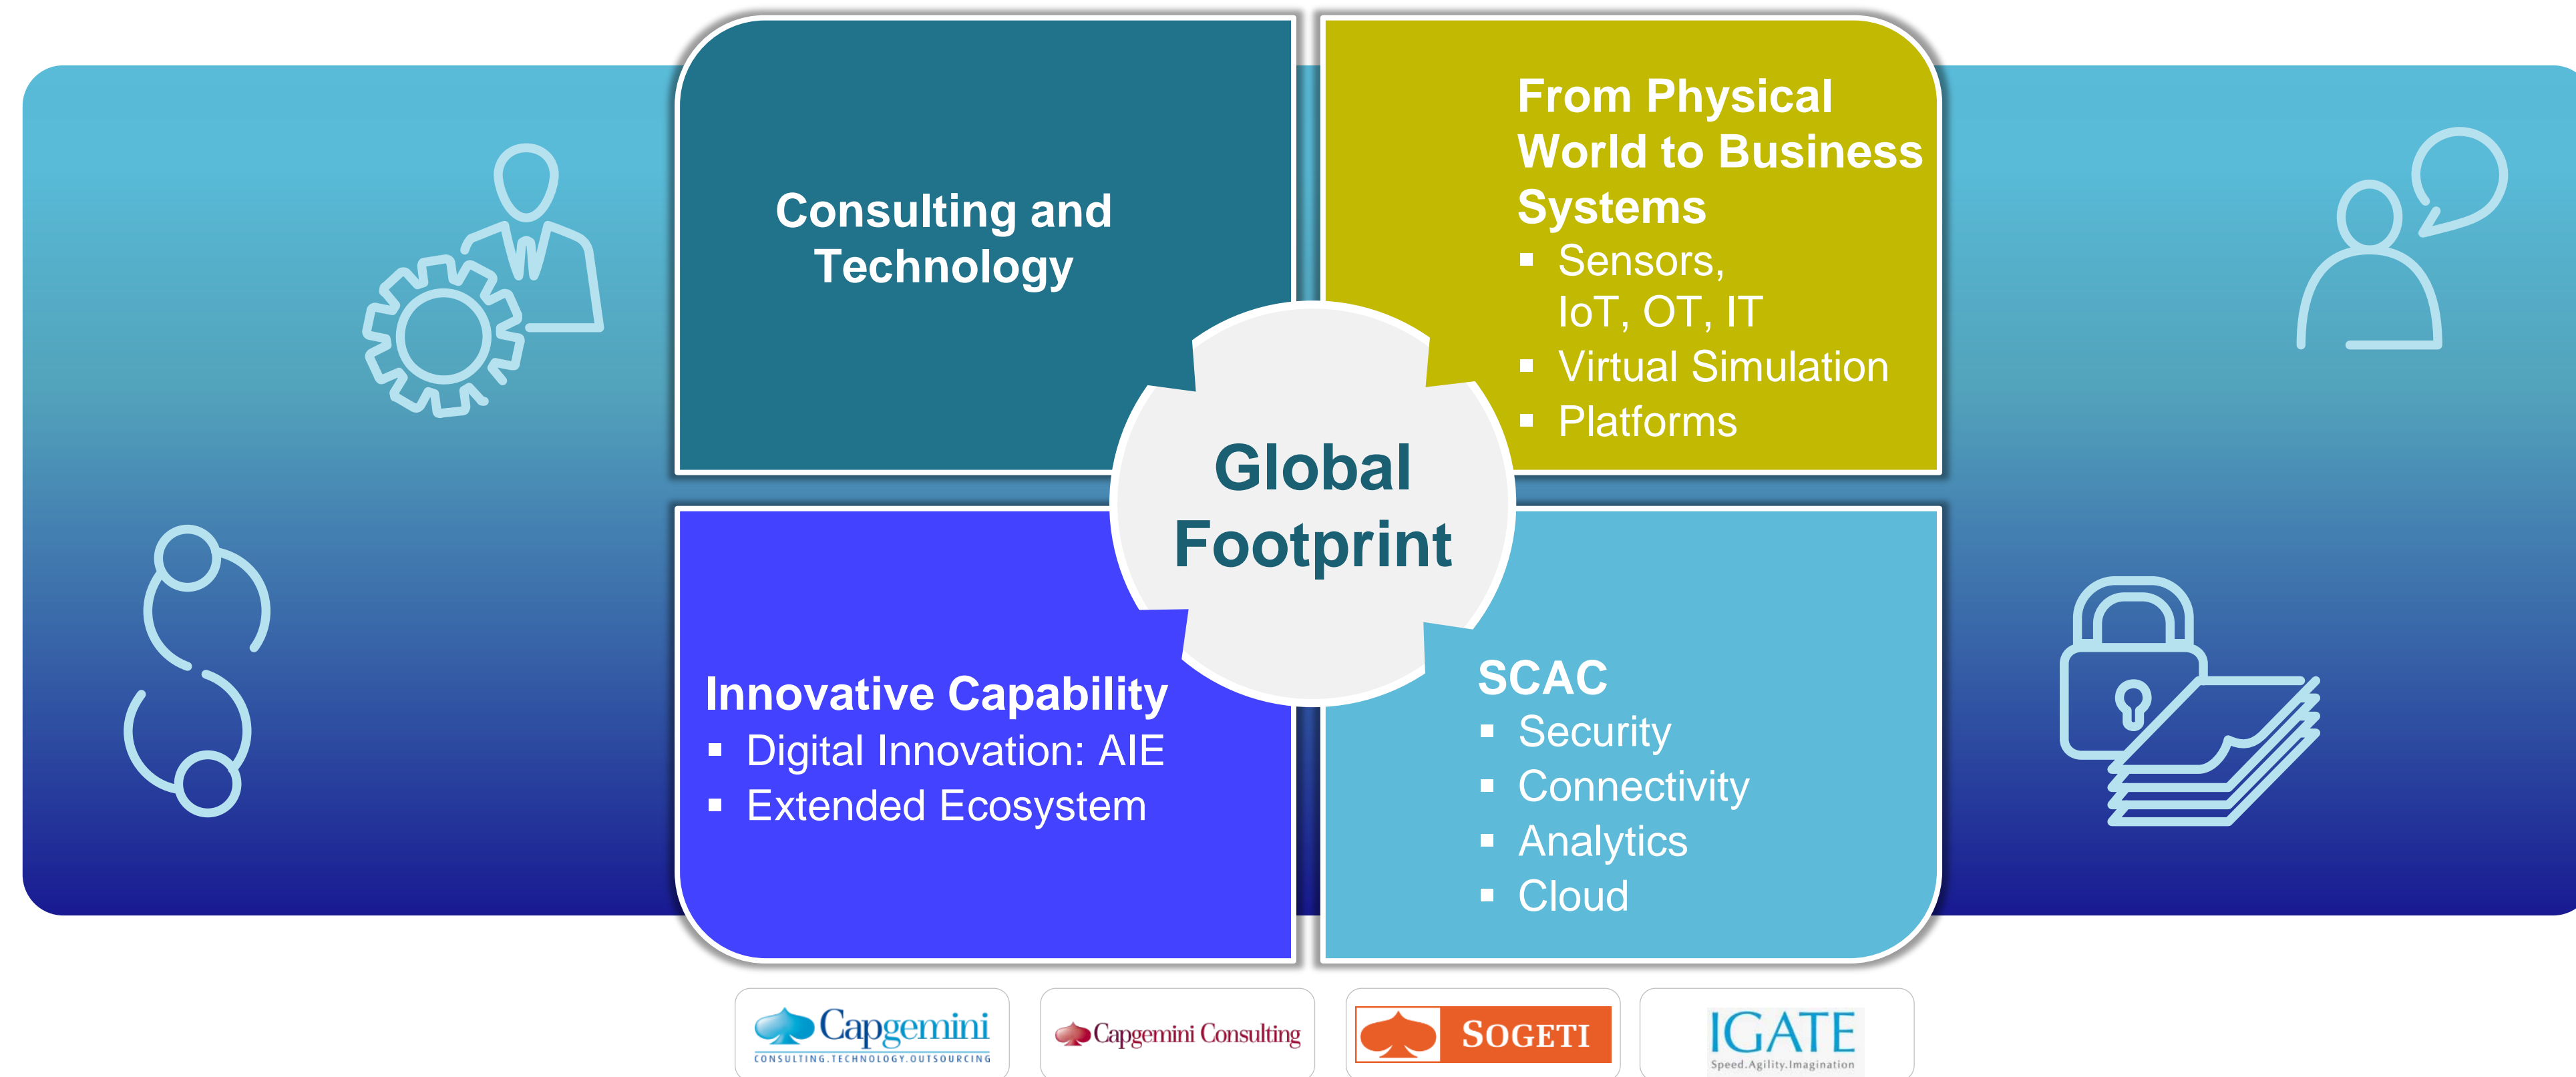 Consulting and
Technology
From Physical
World to Business
Systems
▪ Sensors,
IoT, OT, IT
▪ Virtual Simulation
▪ Platforms
Global
Footprint
Innovative Capability
▪ Digital Innovation: AIE
▪ Extended Ecosystem
SCAC
▪ Security
▪ Connectivity
▪ Analytics
▪ Cloud
Capgemini
CONSULTING.TECHNOLOGY.OUTSOURCING
Capgemini Consulting
SOGETI
IGATE
Speed.Agility.Imagination